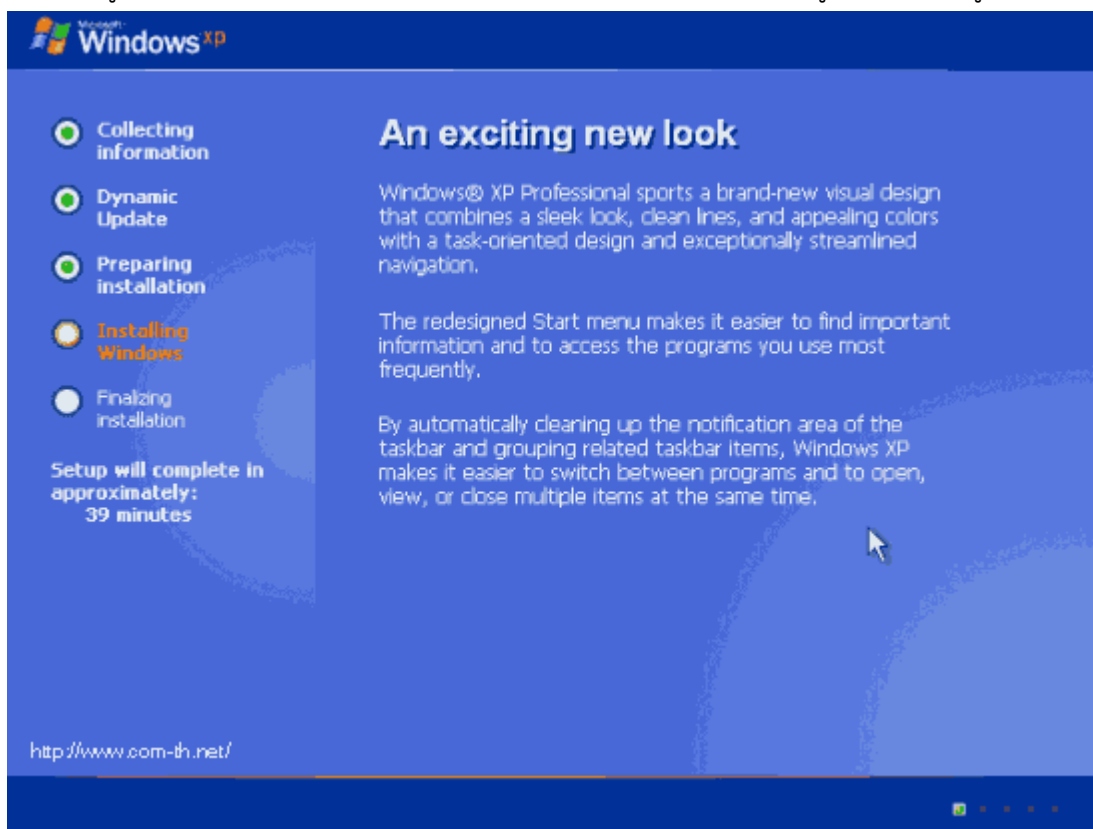 Microsoft
Windows xp
Collecting
information
Dynamic
Update
Preparing
installation
Installing
Windows
Finalizing
installation
Setup will complete in
approximately:
39 minutes
An exciting new look
Windows® XP Professional sports a brand-new visual design
that combines a sleek look, clean lines, and appealing colors
with a task-oriented design and exceptionally streamlined
navigation.
The redesigned Start menu makes it easier to find important
information and to access the programs you use most
frequently.
By automatically cleaning up the notification area of the
taskbar and grouping related taskbar items, Windows XP
makes it easier to switch between programs and to open,
view, or close multiple items at the same time.
http://www.com-th.net/